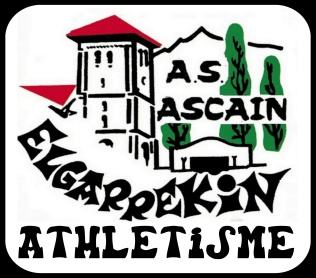 A.S.
ASCAIN
ELGARREKiN
ATHLETiSME